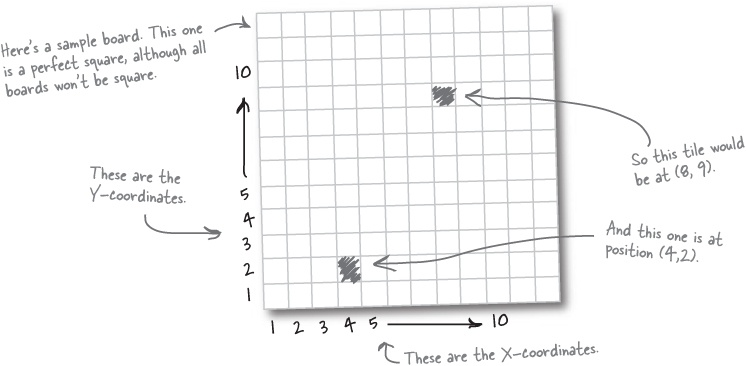 Here's a sample board. This one
is a perfect square, although all
boards won't be square.
10
So this tile would
be at (8, 9).
These are the
Y-coordinates.
5
4
3
2
1
And this one is at
position (4,2).
1 2 3 4 5 10
These are the X-coordinates.